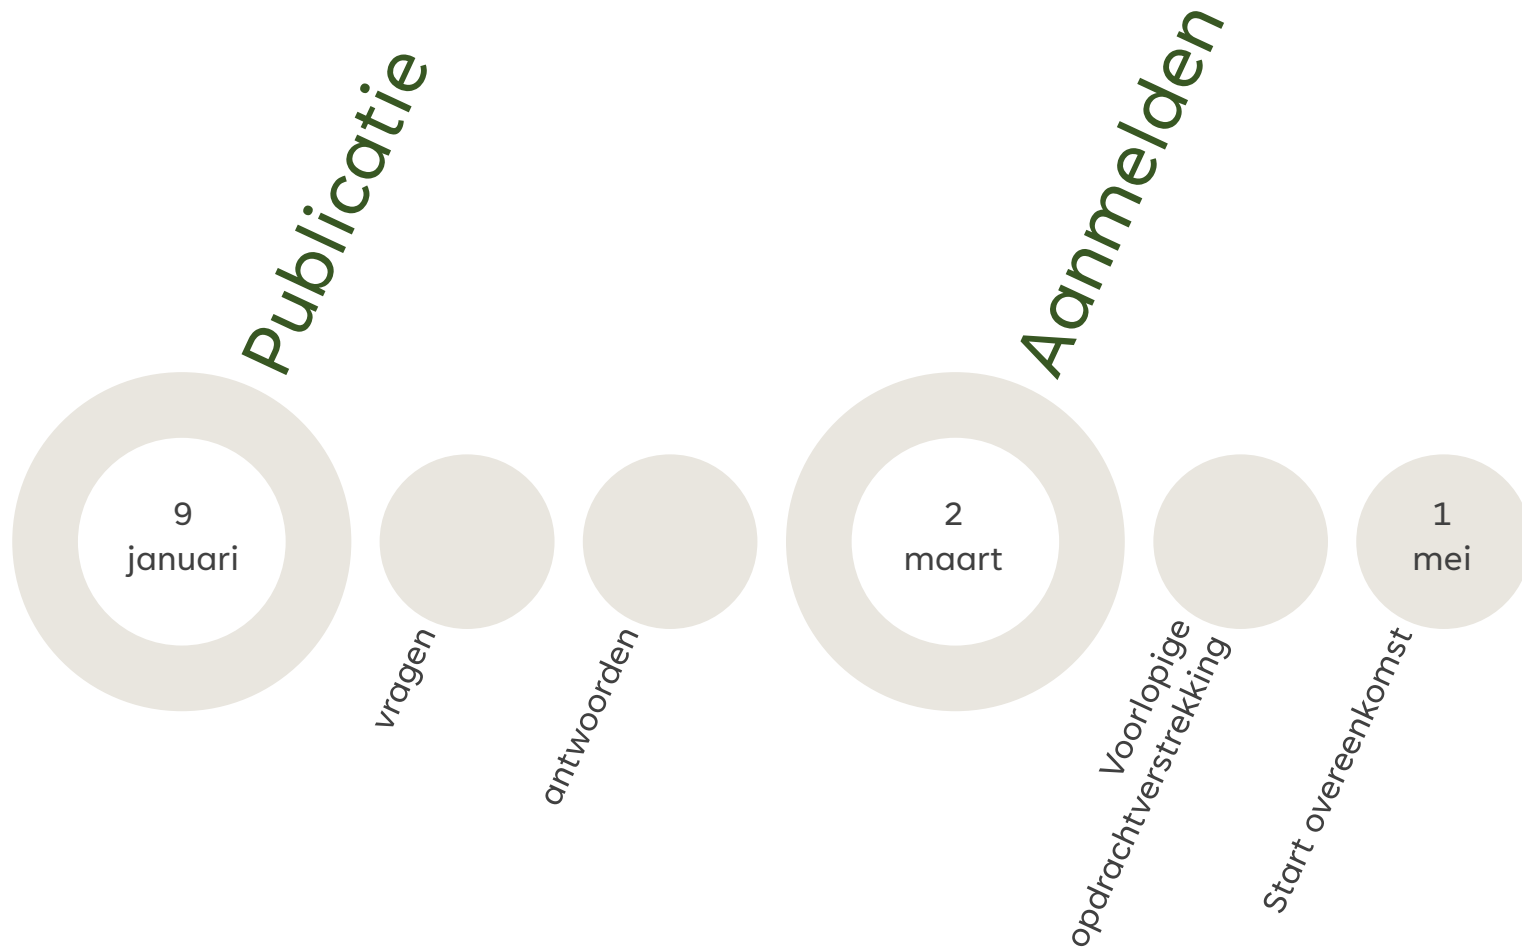 Publicatie
9
januari
vragen
antwoorden
Aanmelden
2
maart
Voorlopige
opdrachtverstrekking
1
mei
Start overeenkomst